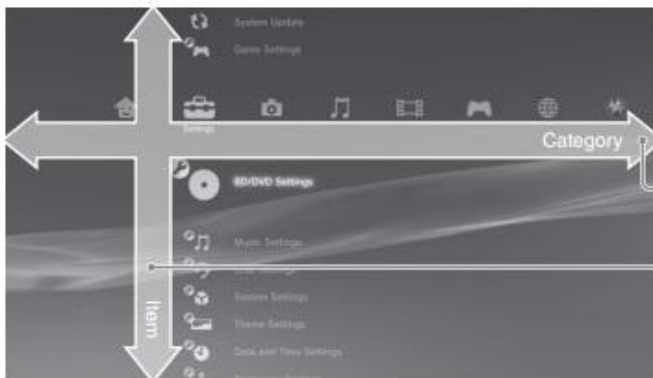 System Update
Game Settings
Settings
Category
BD/DVD Settings
Music Settings
Settings
System Settings
Theme Settings
Date and Time Settings
Item